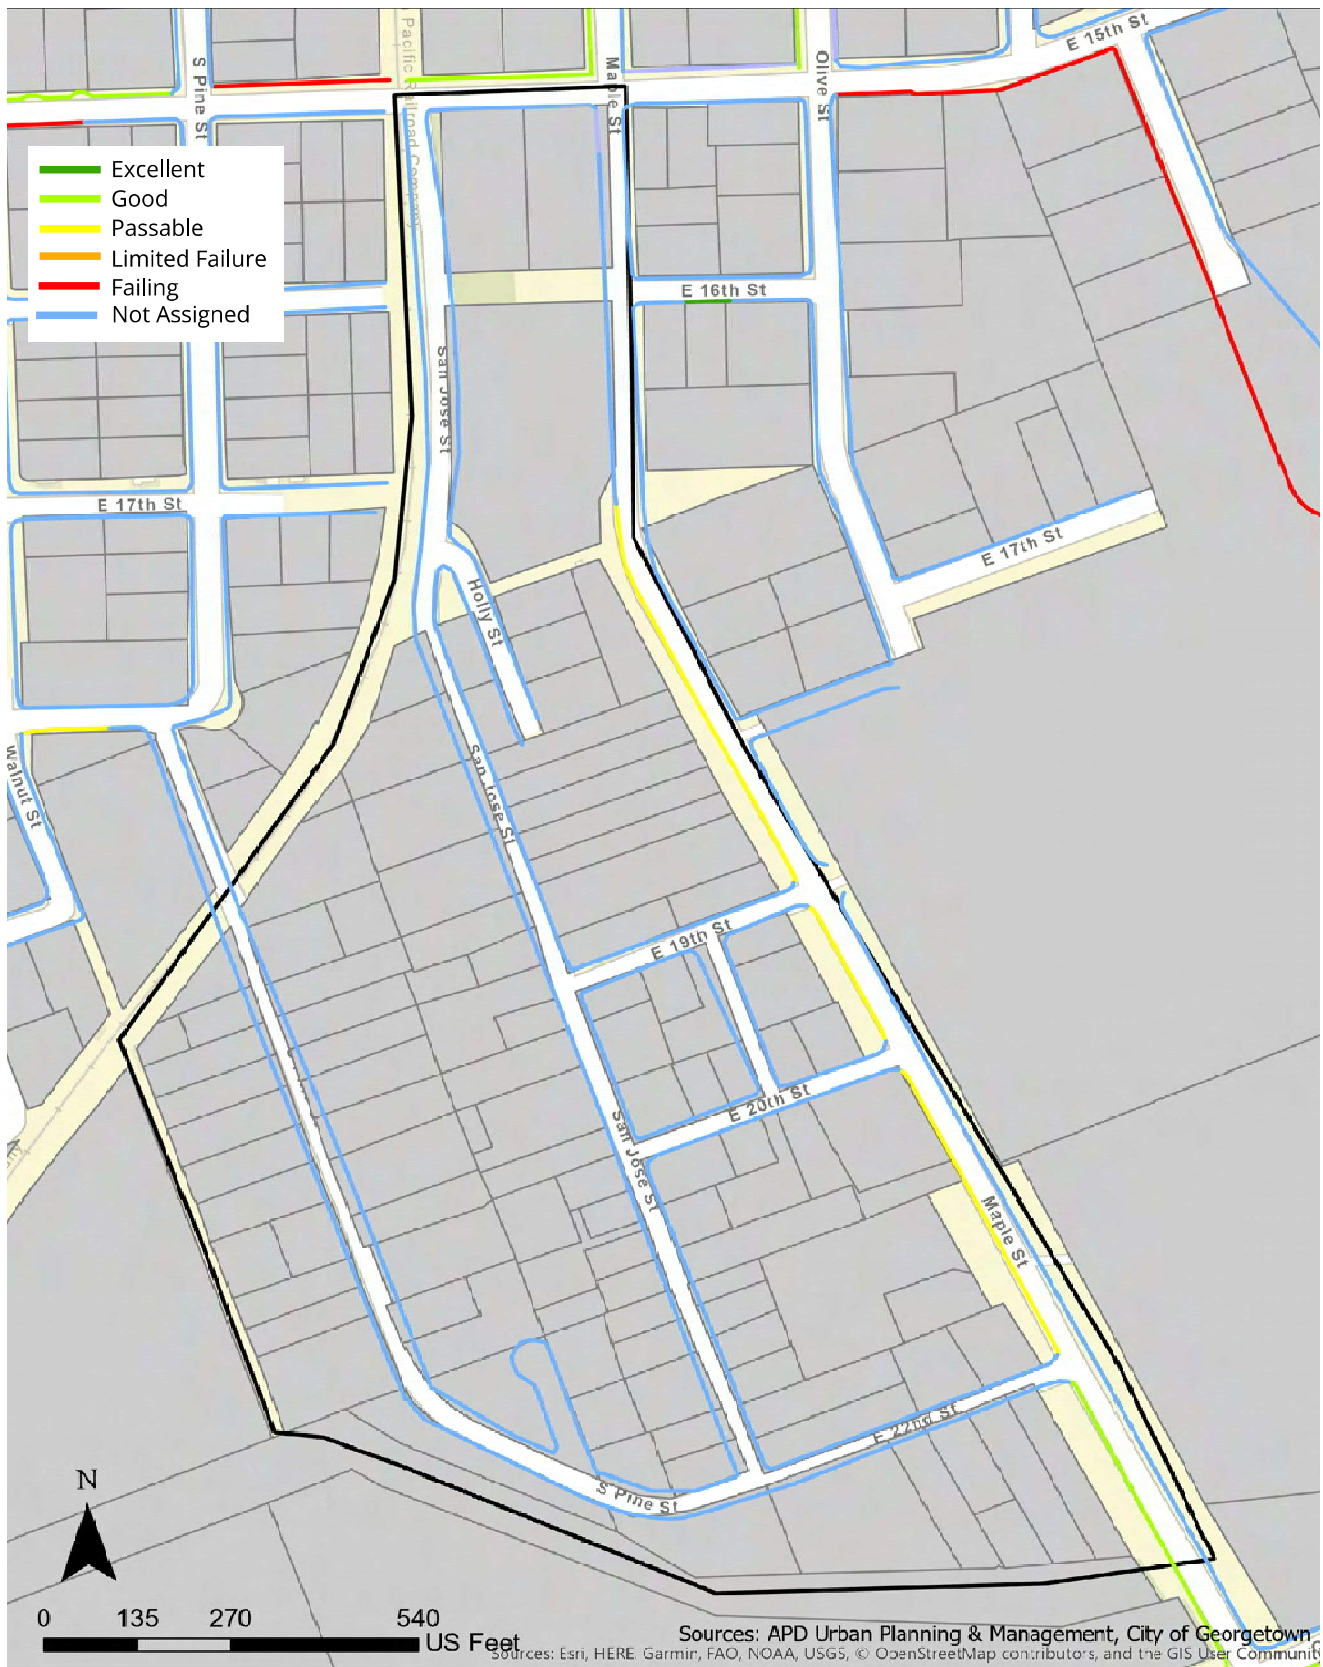 E 15th St
S Pine St
Pacific Railroad Company
Maple St
Olive St
Excellent
Good
Passable
Limited Failure
Failing
Not Assigned
E 16th St
San Jose St
E 17th St
E 17th St
Holly St
Walnut St
San Jose St
E 19th St
E 20th St
San Jose St
Maple St
E 22nd St
S Pine St
N
0 135 270 540
US Feet
Sources: APD Urban Planning & Management, City of Georgetown
Sources: Esri, HERE, Garmin, FAO, NOAA, USGS, © OpenStreetMap contributors, and the GIS User Community